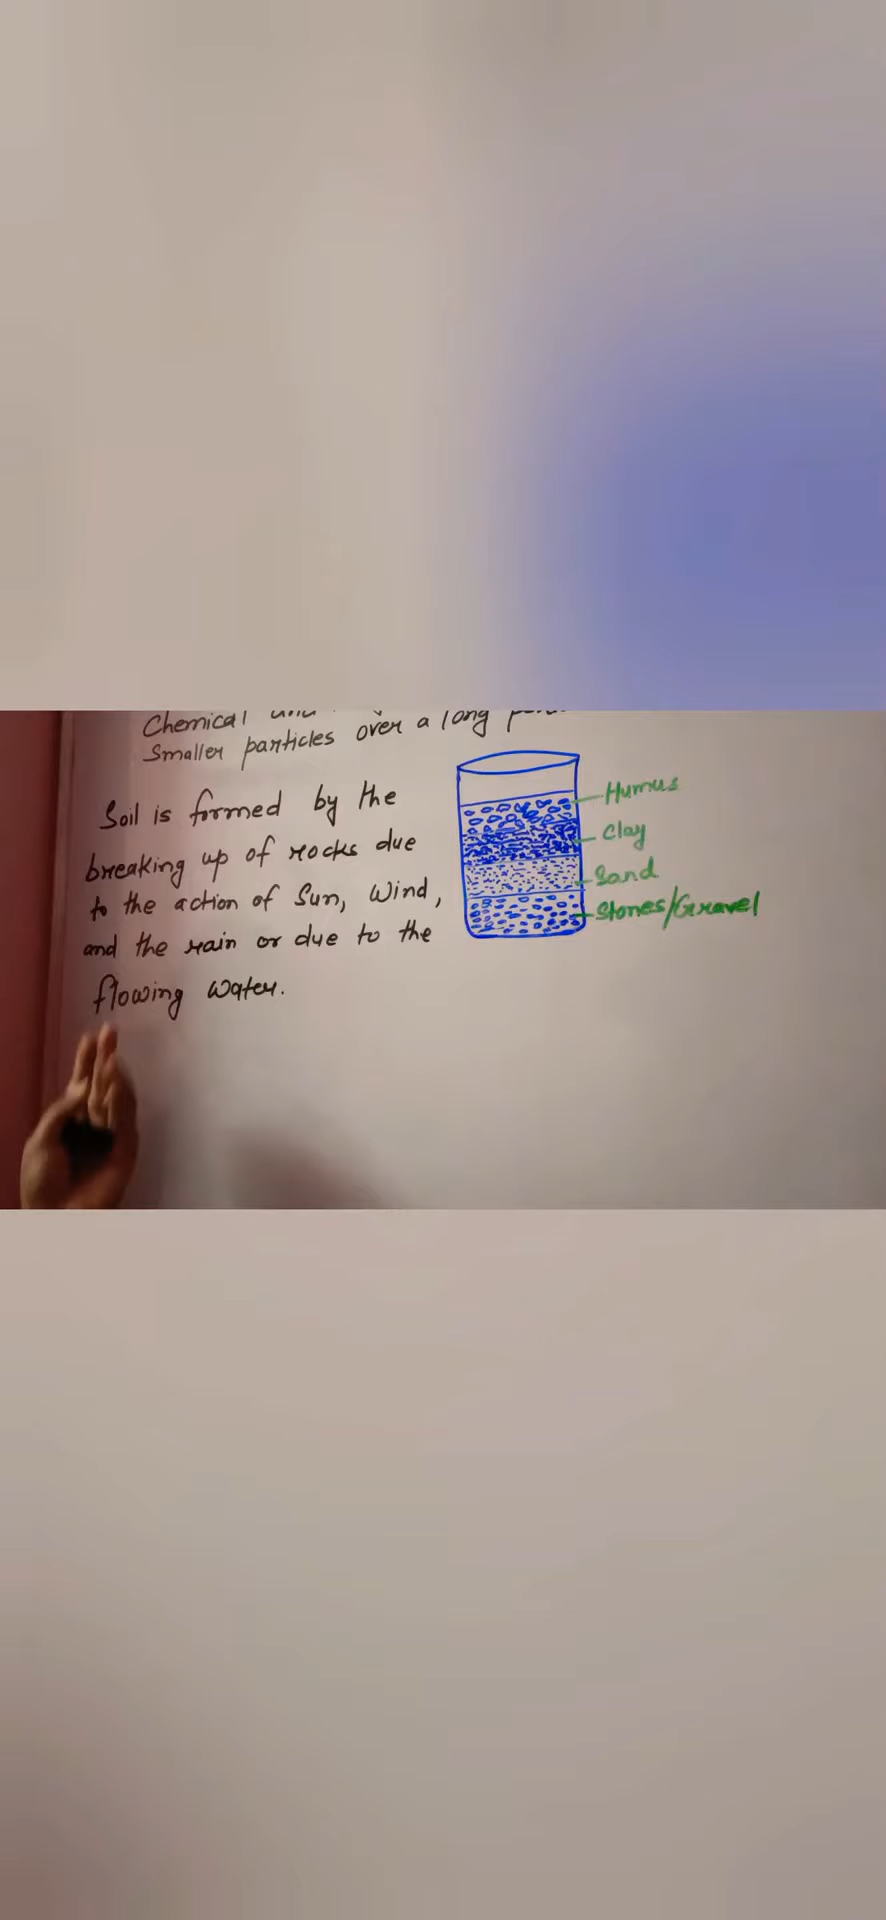 Chemical
Smaller particles over a long
Soil is formed by the
breaking up of rocks due
to the action of Sun, Wind,
and the rain or due to the
flowing water.
Humus
Clay
Sand
Stones/Gravel